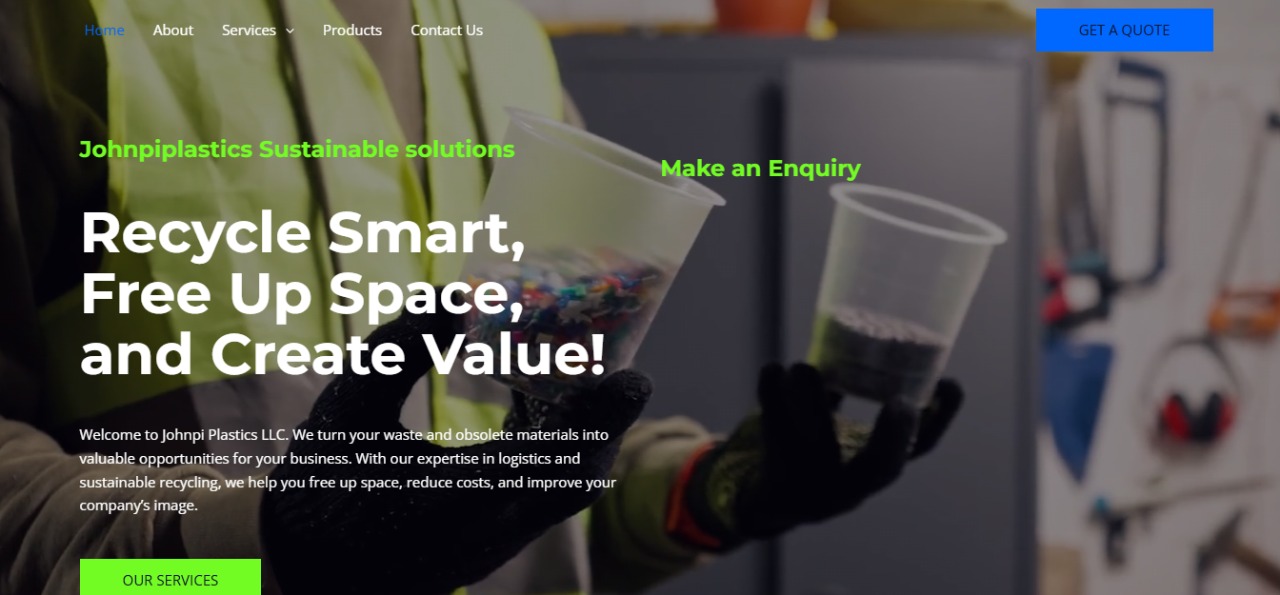 Home About Services Products Contact Us GET A QUOTE
Johnpiplastics Sustainable solutions
Make an Enquiry
Recycle Smart,
Free Up Space,
and Create Value!
Welcome to Johnpi Plastics LLC. We turn your waste and obsolete materials into
valuable opportunities for your business. With our expertise in logistics and
sustainable recycling, we help you free up space, reduce costs, and improve your
company’s image.
OUR SERVICES